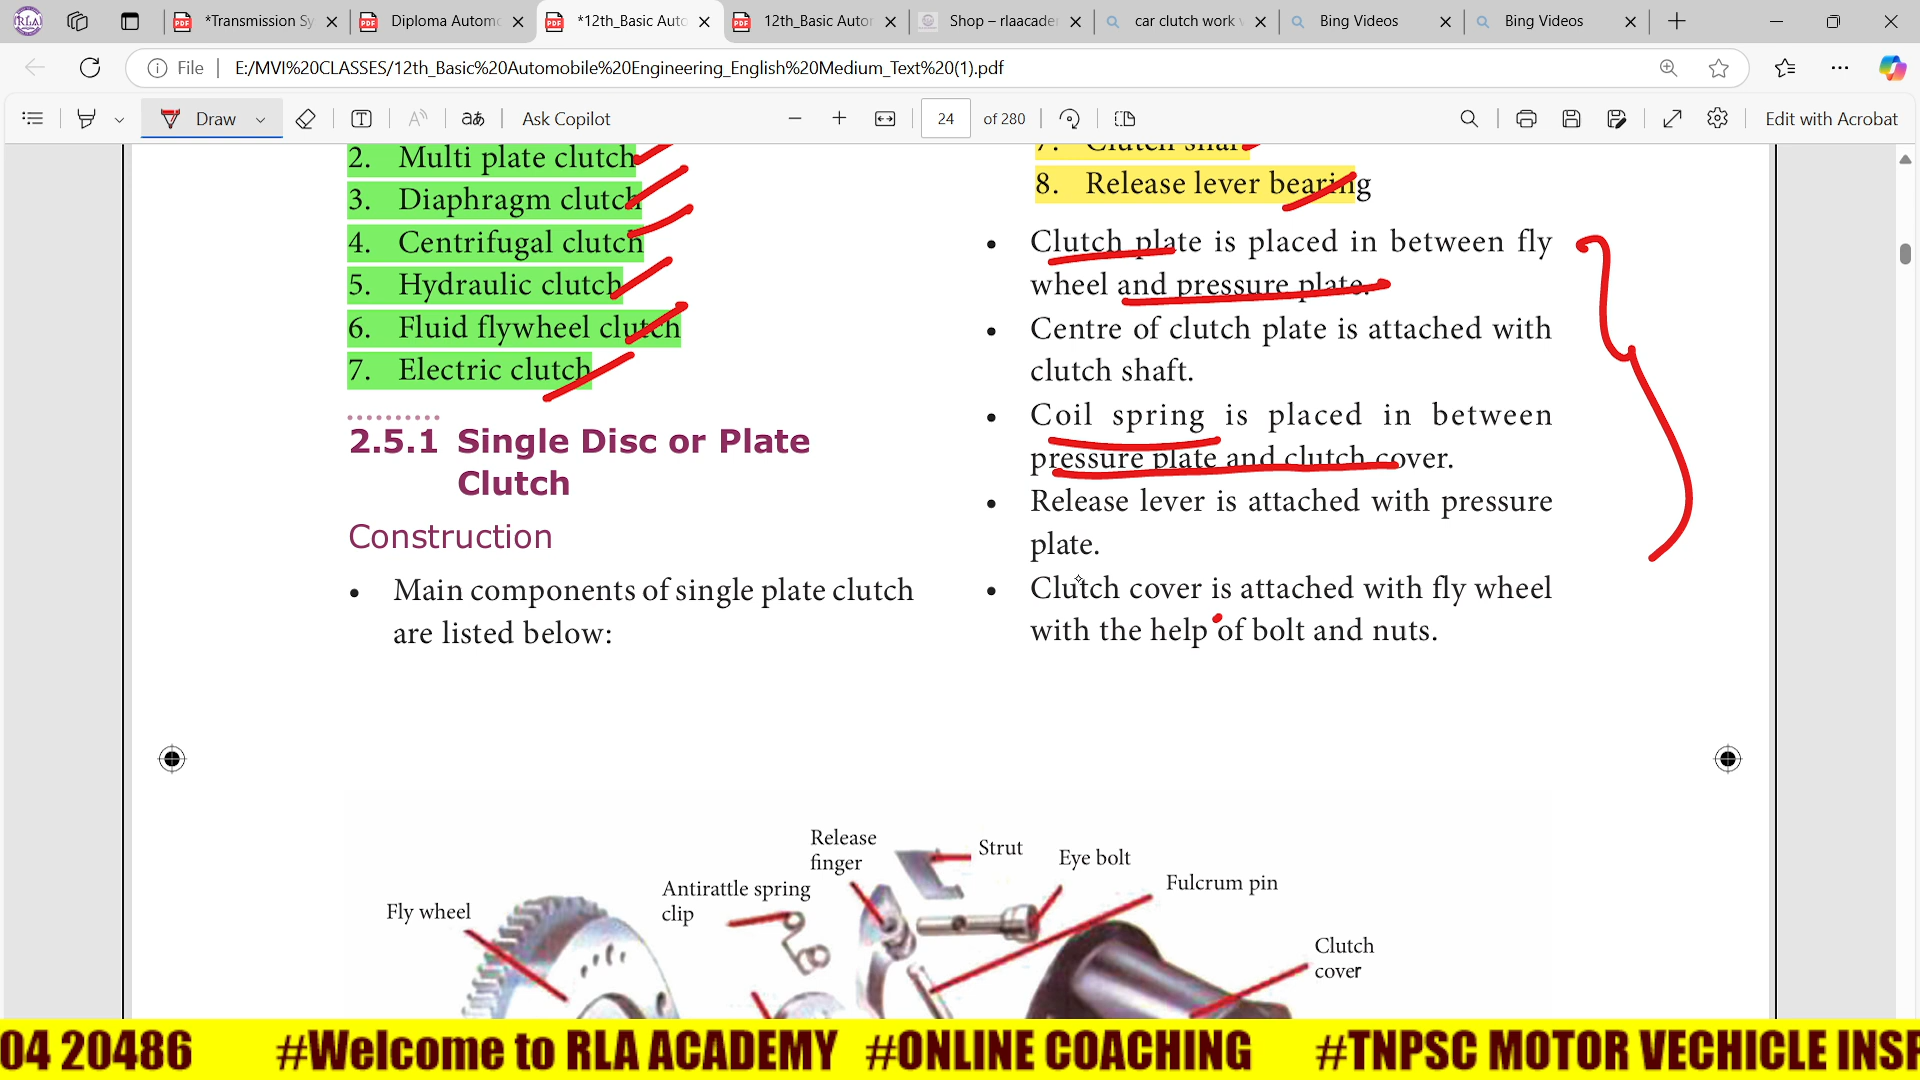 *Transmission Sy
Diploma Automo
*12th_Basic Auto
12th_Basic Autor
Shop – rlaacader
car clutch work v
Bing Videos
Bing Videos
File
E:/MVI%20CLASSES/12th_Basic%20Automobile%20Engineering_English%20Medium_Text%20(1).pdf
Draw
Ask Copilot
24 of 280
Edit with Acrobat
2. Multi plate clutch
3. Diaphragm clutch
4. Centrifugal clutch
5. Hydraulic clutch
6. Fluid flywheel clutch
7. Electric clutch
2.5.1 Single Disc or Plate
Clutch
Construction
• Main components of single plate clutch
are listed below:
7. Clutch shaft
8. Release lever bearing
• Clutch plate is placed in between fly
wheel and pressure plate.
• Centre of clutch plate is attached with
clutch shaft.
• Coil spring is placed in between
pressure plate and clutch cover.
• Release lever is attached with pressure
plate.
• Clutch cover is attached with fly wheel
with the help of bolt and nuts.
Release
finger
Strut
Eye bolt
Antirattle spring
clip
Fulcrum pin
Fly wheel
Clutch
cover
04 20486 #Welcome to RLA ACADEMY #ONLINE COACHING #TNPSC MOTOR VECHICLE INSP